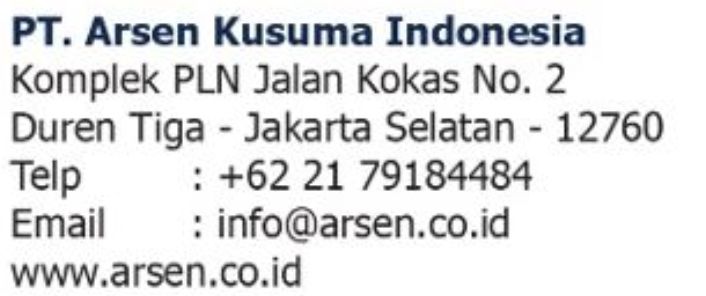 PT. Arsen Kusuma Indonesia
Komplek PLN Jalan Kokas No. 2
Duren Tiga - Jakarta Selatan - 12760
Telp : +62 21 79184484
Email : info@arsen.co.id
www.arsen.co.id